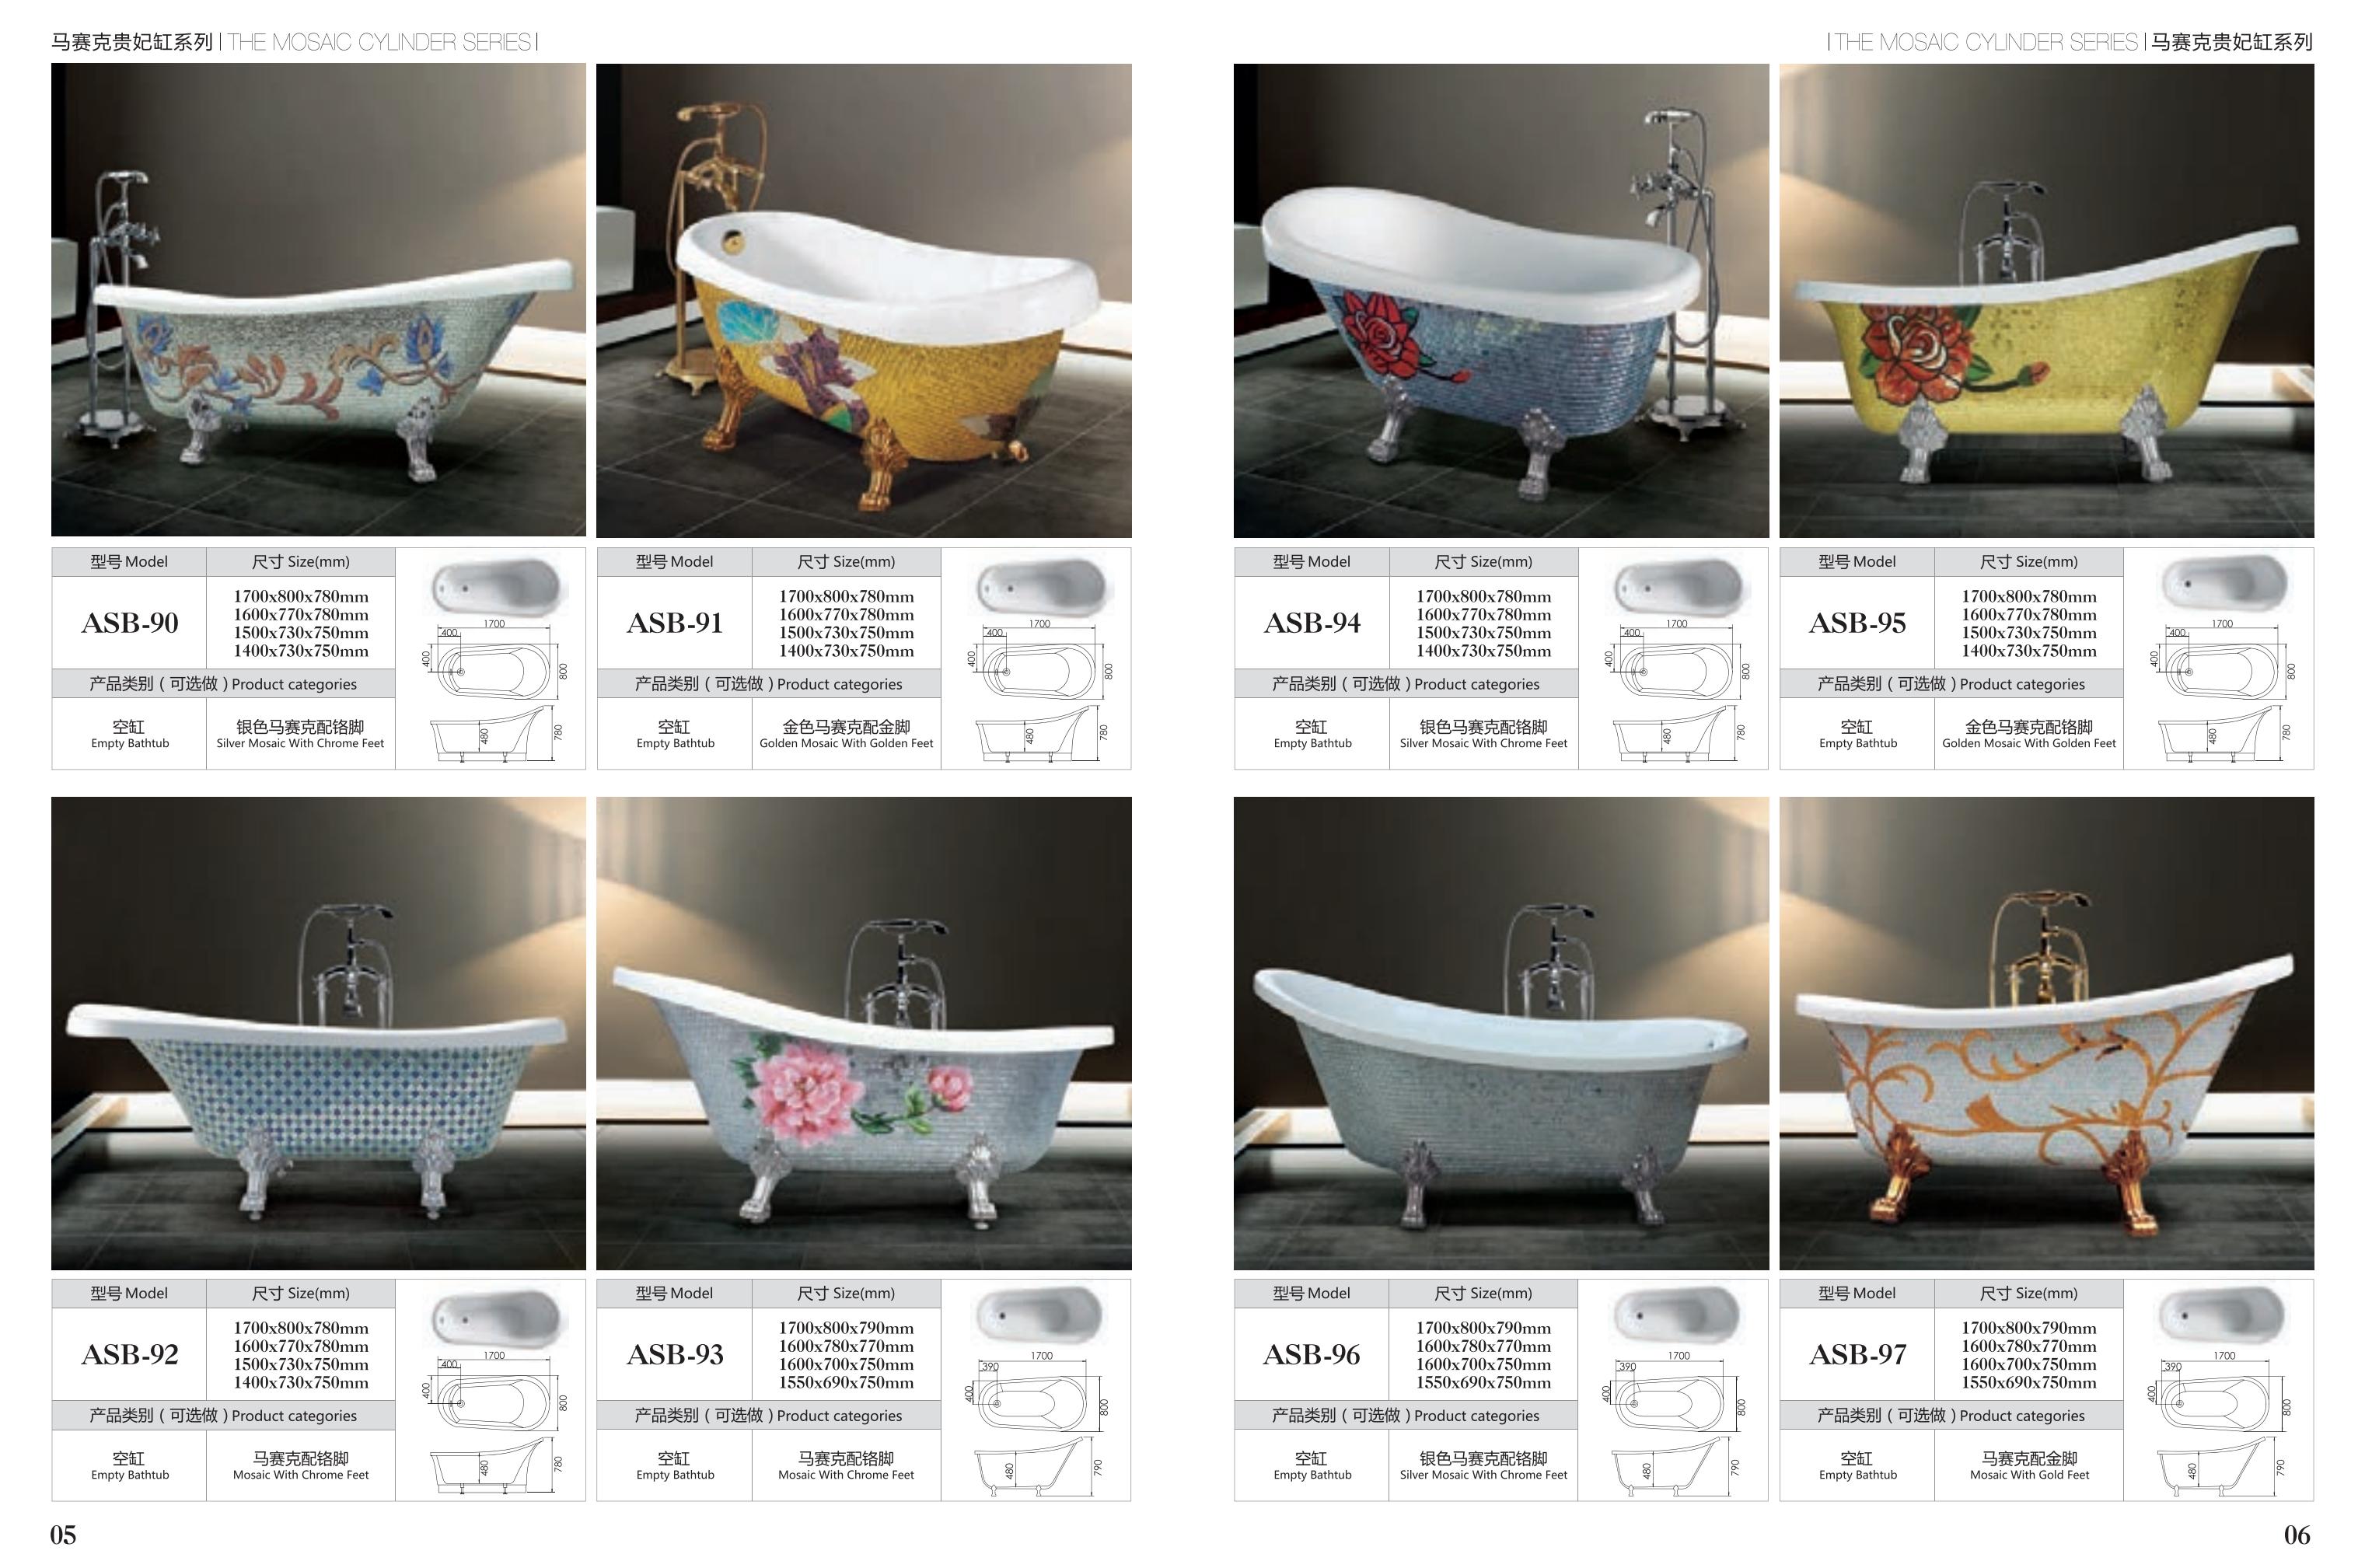 马赛克贵妃缸系列 | THE MOSAIC CYLINDER SERIES |
| THE MOSAIC CYLINDER SERIES | 马赛克贵妃缸系列
型号 Model
尺寸 Size(mm)
ASB-90
1700x800x780mm
1600x770x780mm
1500x730x750mm
1400x730x750mm
产品类别 ( 可选做 ) Product categories
空缸
Empty Bathtub
银色马赛克配铬脚
Silver Mosaic With Chrome Feet
1700
400
400
800
480
780
型号 Model
尺寸 Size(mm)
ASB-91
1700x800x780mm
1600x770x780mm
1500x730x750mm
1400x730x750mm
产品类别 ( 可选做 ) Product categories
空缸
Empty Bathtub
金色马赛克配金脚
Golden Mosaic With Golden Feet
1700
400
400
800
480
780
型号 Model
尺寸 Size(mm)
ASB-94
1700x800x780mm
1600x770x780mm
1500x730x750mm
1400x730x750mm
产品类别 ( 可选做 ) Product categories
空缸
Empty Bathtub
银色马赛克配铬脚
Silver Mosaic With Chrome Feet
1700
400
400
800
480
780
型号 Model
尺寸 Size(mm)
ASB-95
1700x800x780mm
1600x770x780mm
1500x730x750mm
1400x730x750mm
产品类别 ( 可选做 ) Product categories
空缸
Empty Bathtub
金色马赛克配铬脚
Golden Mosaic With Golden Feet
1700
400
400
800
480
780
型号 Model
尺寸 Size(mm)
ASB-92
1700x800x780mm
1600x770x780mm
1500x730x750mm
1400x730x750mm
产品类别 ( 可选做 ) Product categories
空缸
Empty Bathtub
马赛克配铬脚
Mosaic With Chrome Feet
1700
400
400
800
480
780
型号 Model
尺寸 Size(mm)
ASB-93
1700x800x790mm
1600x780x770mm
1600x700x750mm
1550x690x750mm
产品类别 ( 可选做 ) Product categories
空缸
Empty Bathtub
马赛克配铬脚
Mosaic With Chrome Feet
1700
390
400
800
480
790
型号 Model
尺寸 Size(mm)
ASB-96
1700x800x790mm
1600x780x770mm
1600x700x750mm
1550x690x750mm
产品类别 ( 可选做 ) Product categories
空缸
Empty Bathtub
银色马赛克配铬脚
Silver Mosaic With Chrome Feet
1700
390
400
800
480
790
型号 Model
尺寸 Size(mm)
ASB-97
1700x800x790mm
1600x780x770mm
1600x700x750mm
1550x690x750mm
产品类别 ( 可选做 ) Product categories
空缸
Empty Bathtub
马赛克配金脚
Mosaic With Gold Feet
1700
390
400
800
480
790
05
06